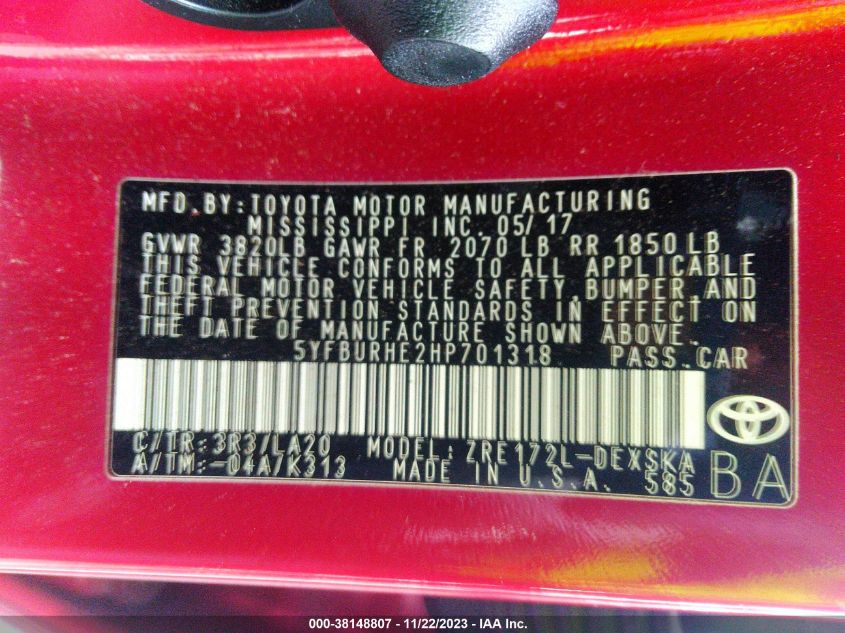 MFD. BY: TOYOTA MOTOR MANUFACTURING
MISSISSIPPI INC. 05/17
GVWR 3820LB GAWR FR 2070 LB RR 1850 LB
THIS VEHICLE CONFORMS TO ALL APPLICABLE
FEDERAL MOTOR VEHICLE SAFETY, BUMPER, AND
THEFT PREVENTION STANDARDS IN EFFECT ON
THE DATE OF MANUFACTURE SHOWN ABOVE.
5YFBURHE2HP701318 PASS. CAR
C/TR: 3R3/LA20 MODEL: ZRE172L-DEXSKA
A/TM: -04A/K313 MADE IN U.S.A. 585
BA
000-38148807 - 11/22/2023 - IAA Inc.